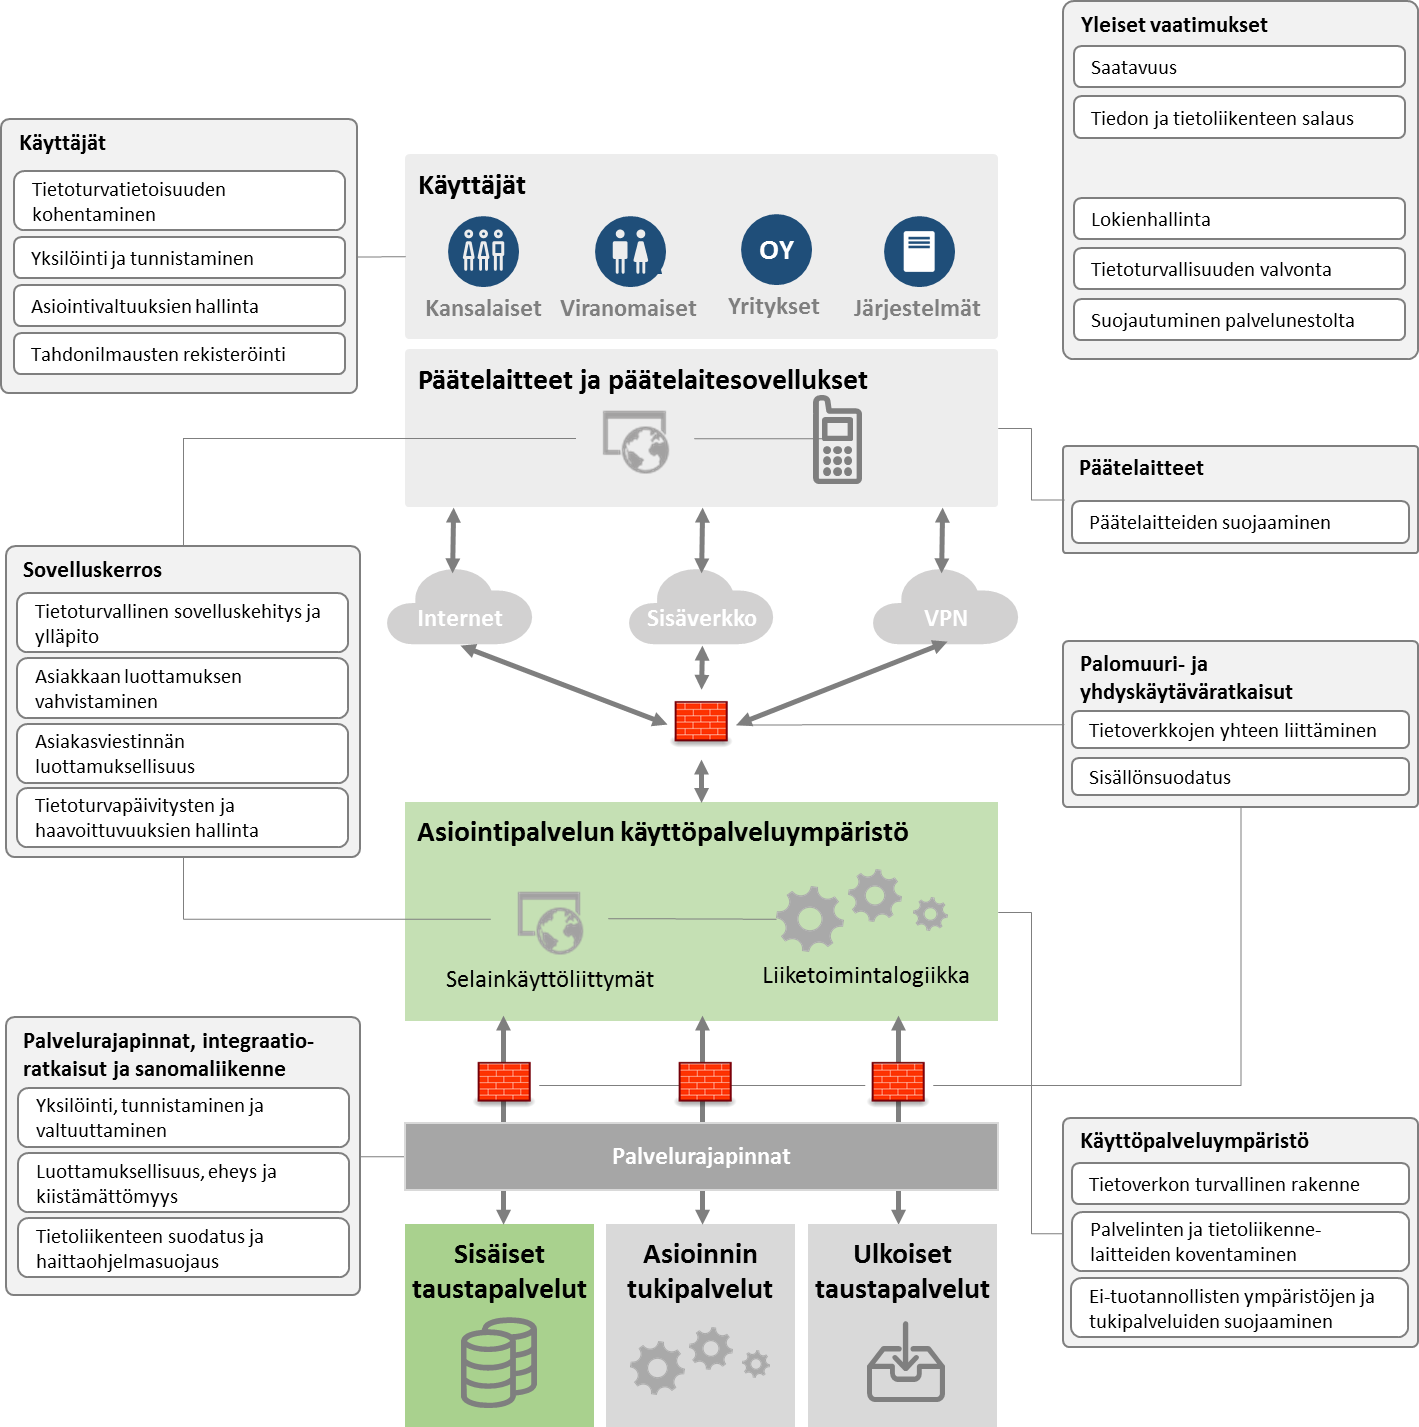 Yleiset vaatimukset
Saatavuus
Tiedon ja tietoliikenteen salaus
Lokienhallinta
Tietoturvallisuuden valvonta
Suojautuminen palvelunestolta
Käyttäjät
Tietoturvatietoisuuden
kohentaminen
Yksilöinti ja tunnistaminen
Asiointivaltuuksien hallinta
Tahdonilmausten rekisteröinti
Käyttäjät
OY
Kansalaiset
Viranomaiset
Yritykset
Järjestelmät
Päätelaitteet ja päätelaitesovellukset
Päätelaitteet
Päätelaitteiden suojaaminen
Sovelluskerros
Tietoturvallinen sovelluskehitys ja
ylläpito
Asiakkaan luottamuksen
vahvistaminen
Asiakasviestinnän
luottamuksellisuus
Tietoturvapäivitysten ja
haavoittuvuuksien hallinta
Internet
Sisäverkko
VPN
Palomuuri- ja
yhdyskäytäväratkaisut
Tietoverkkojen yhteen liittäminen
Sisällönsuodatus
Asiointipalvelun käyttöpalveluympäristö
Selainkäyttöliittymät
Liiketoimintalogiikka
Palvelurajapinnat, integraatio-
ratkaisut ja sanomaliikenne
Yksilöinti, tunnistaminen ja
valtuuttaminen
Luottamuksellisuus, eheys ja
kiistämättömyys
Tietoliikenteen suodatus ja
haittaohjelmasuojaus
Palvelurajapinnat
Käyttöpalveluympäristö
Tietoverkon turvallinen rakenne
Palvelinten ja tietoliikenne-
laitteiden koventaminen
Ei-tuotannollisten ympäristöjen ja
tukipalveluiden suojaaminen
Sisäiset
taustapalvelut
Asioinnin
tukipalvelut
Ulkoiset
taustapalvelut